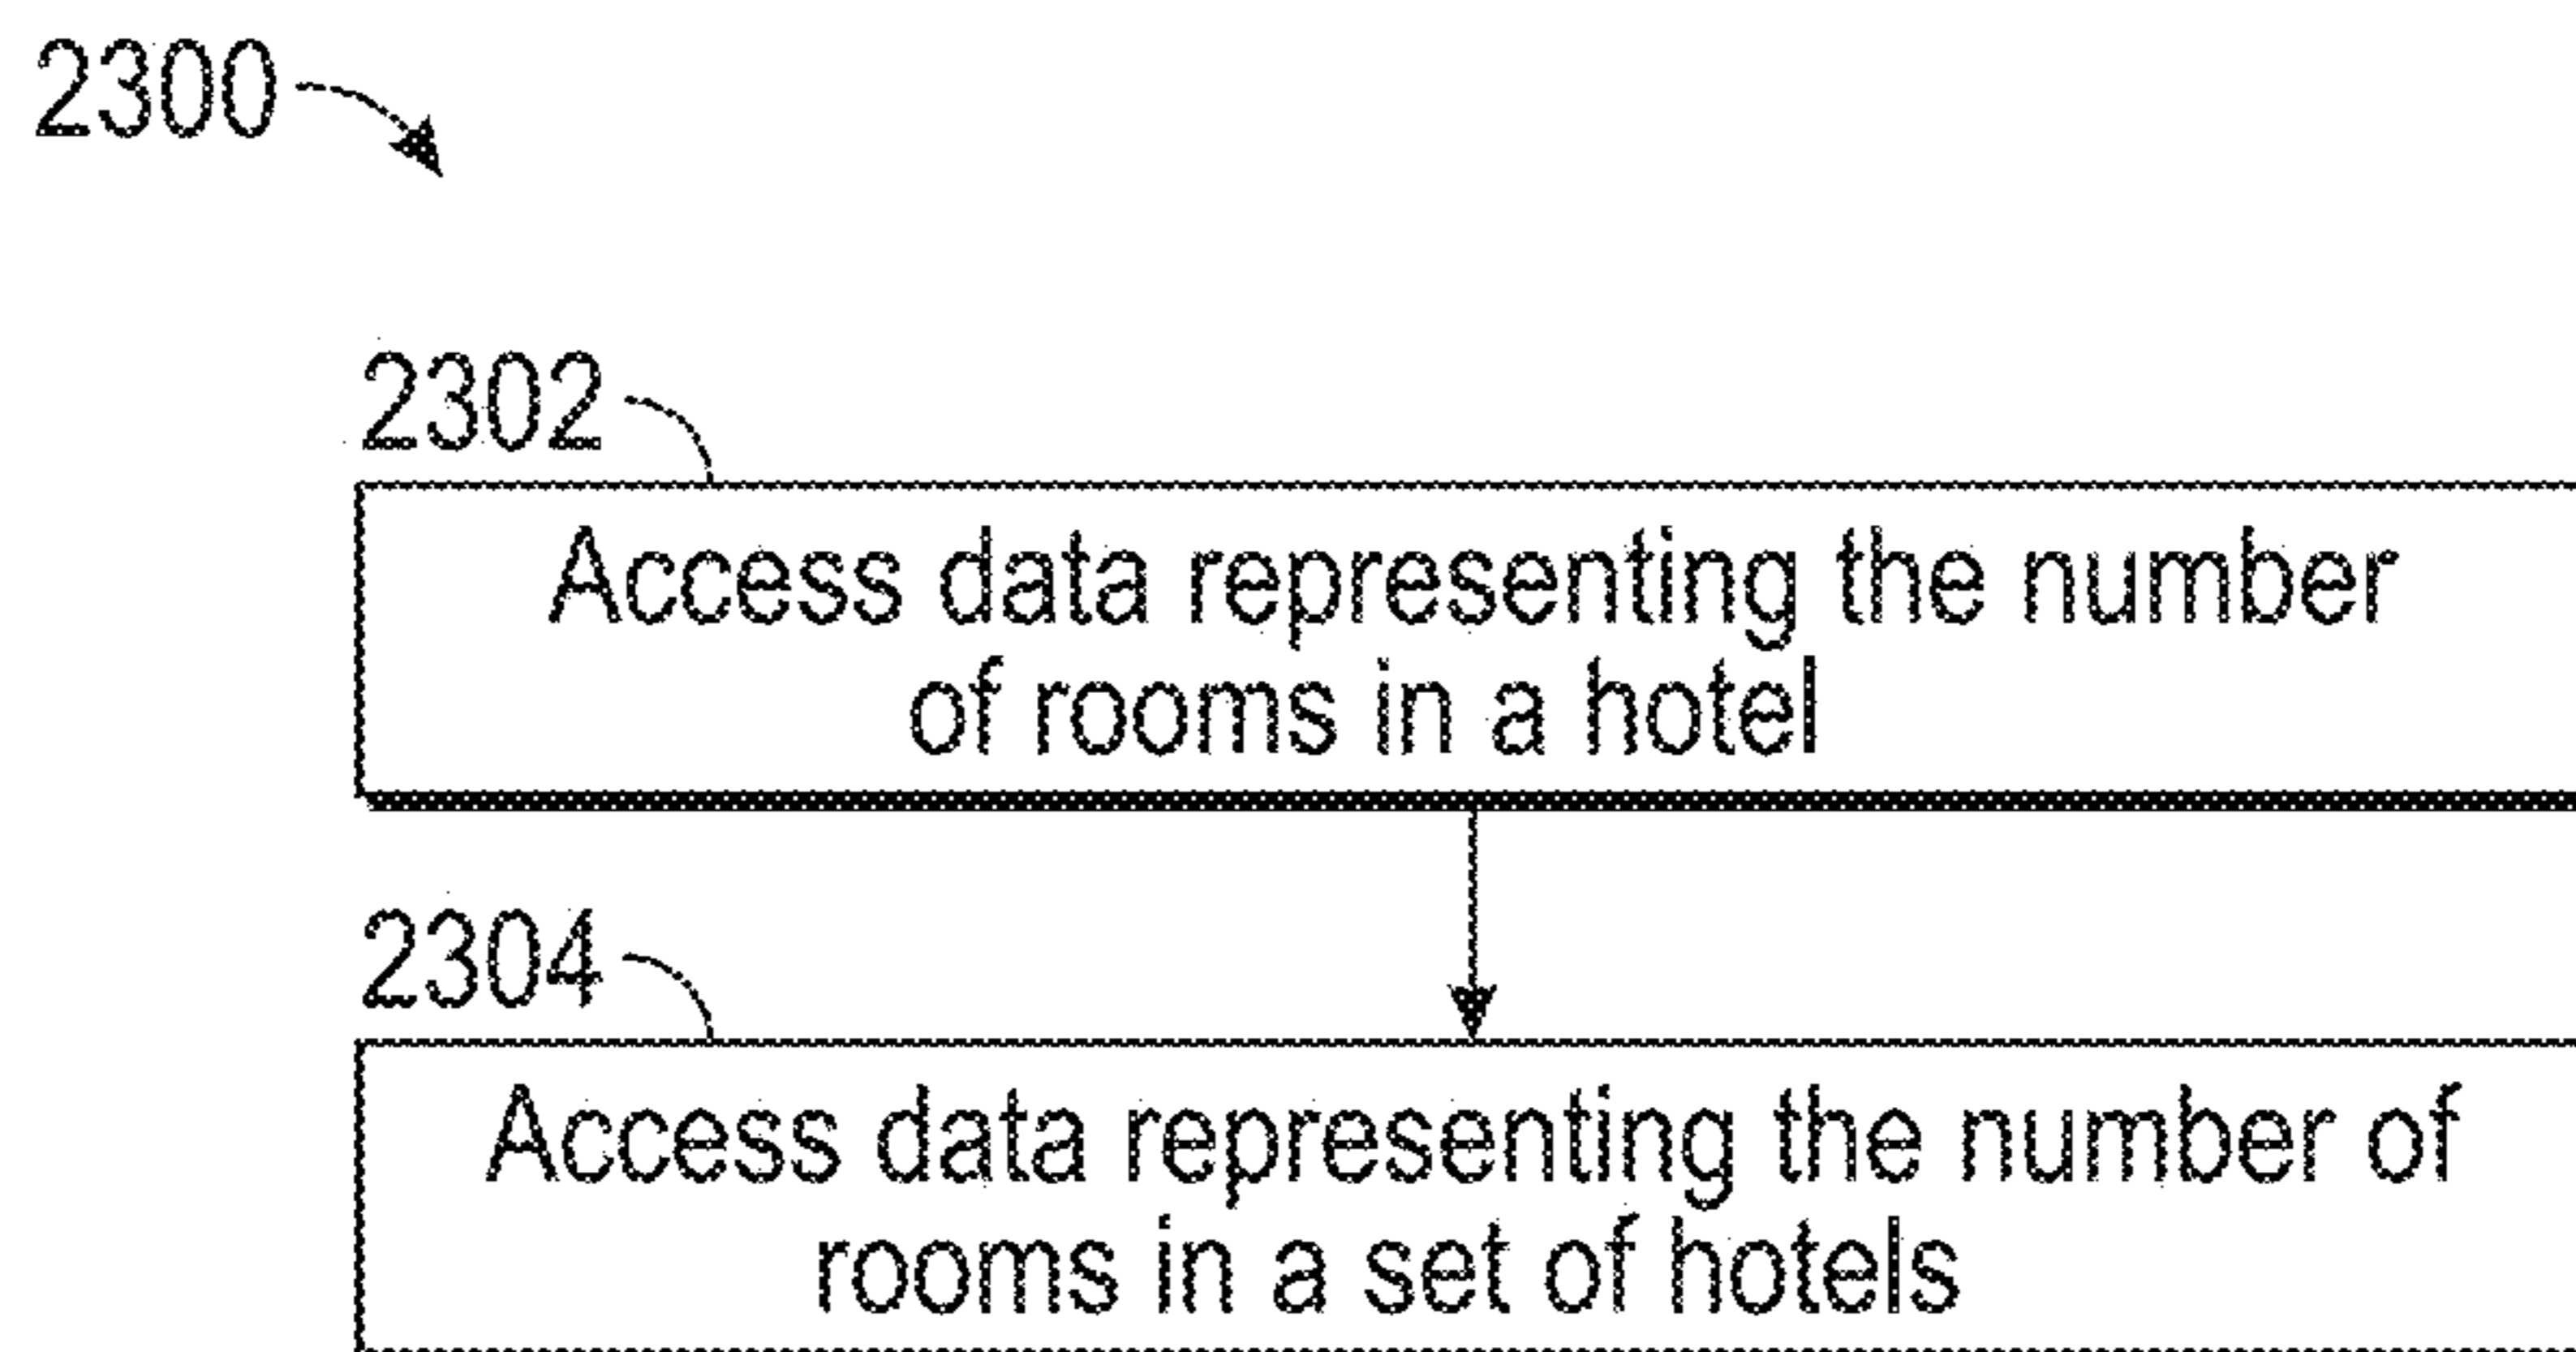 2300
2302
Access data representing the number
of rooms in a hotel
2304
Access data representing the number of
rooms in a set of hotels